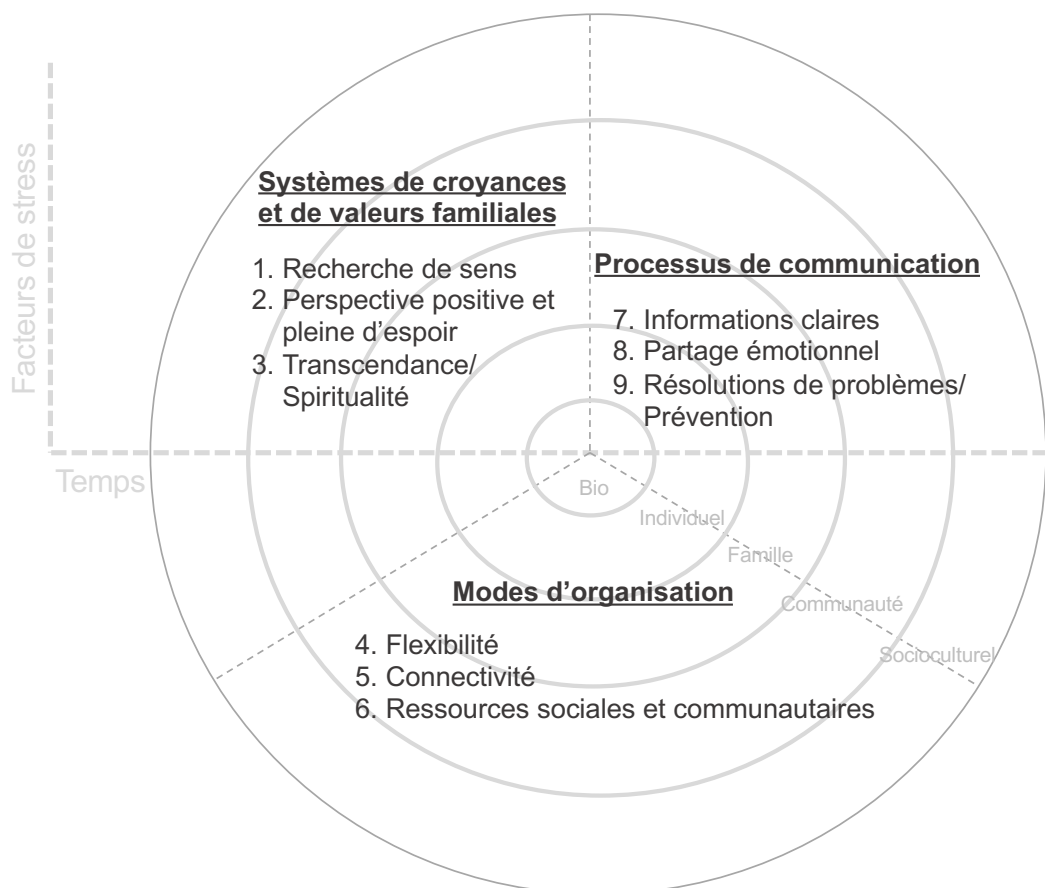 Facteurs de stress
Systèmes de croyances
et de valeurs familiales
1. Recherche de sens
2. Perspective positive et
pleine d’espoir
3. Transcendance/
Spiritualité
Processus de communication
7. Informations claires
8. Partage émotionnel
9. Résolutions de problèmes/
Prévention
Temps
Bio
Individuel
Famille
Communauté
Socioculturel
Modes d’organisation
4. Flexibilité
5. Connectivité
6. Ressources sociales et communautaires